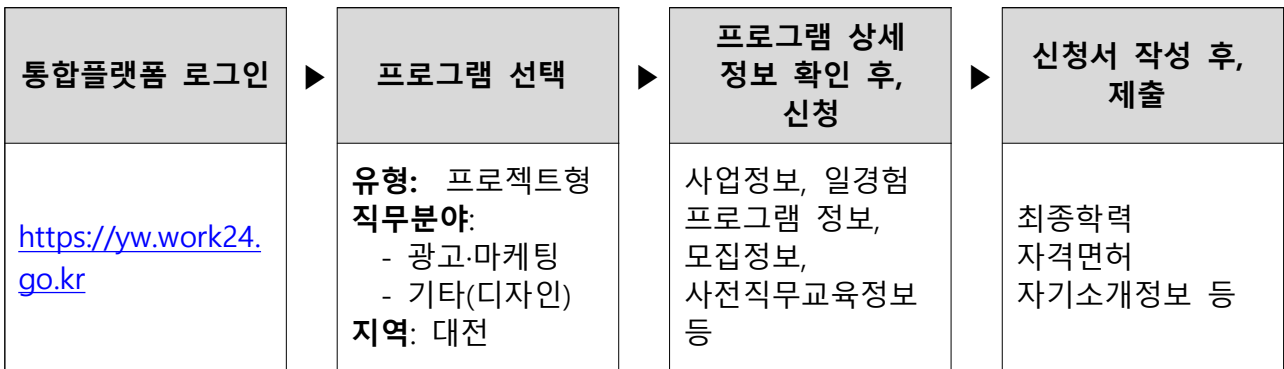 통합플랫폼 로그인
▶
프로그램 선택
▶
프로그램 상세
정보 확인 후,
신청
▶
신청서 작성 후,
제출
https://yw.work24.
go.kr
유형: 프로젝트형
직무분야:
- 광고·마케팅
- 기타(디자인)
지역: 대전
사업정보, 일경험
프로그램 정보,
모집정보,
사전직무교육정보
등
최종학력
자격면허
자기소개정보 등